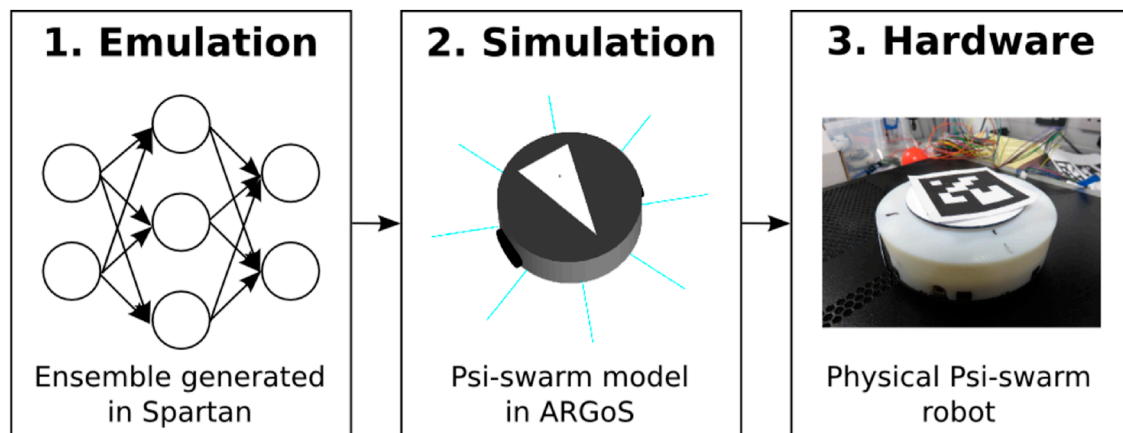 1. Emulation
Ensemble generated
in Spartan
2. Simulation
Psi-swarm model
in ARGoS
3. Hardware
Physical Psi-swarm
robot